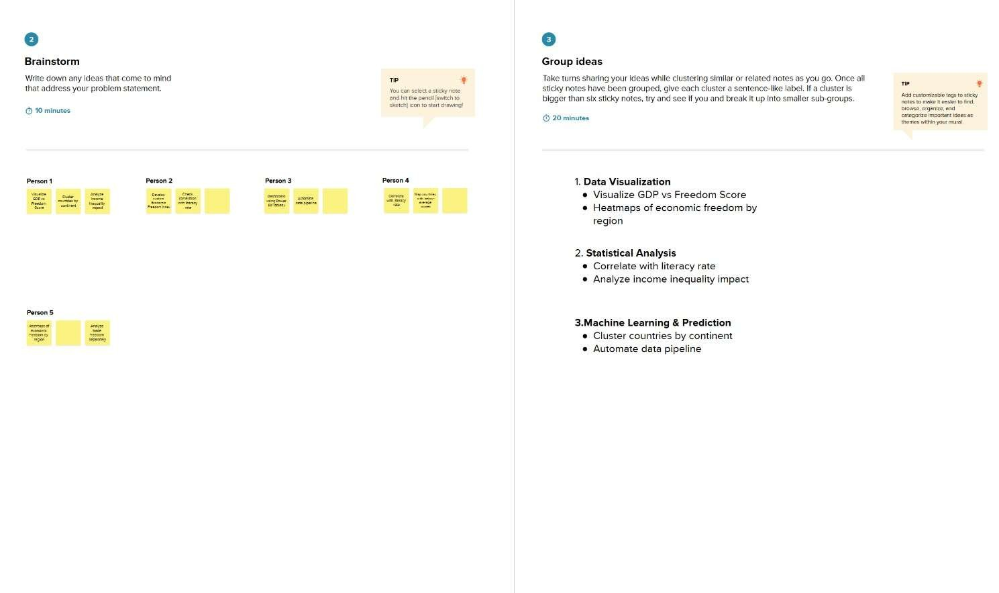 2
Brainstorm
Write down any ideas that come to mind
that address your problem statement.
10 minutes
TIP
You can select a sticky note
and hit the pencil [switch to
sketch] icon to start drawing!
Person 1
Visualize
GDP vs
Freedom
Score
Cluster
countries by
continent
Analyze
income
inequality
impact
Person 2
Develop
custom
Economic
Freedom Index
Check
correlation
with literacy
rate
Person 3
Dashboard
using Power
BI/Tableau
Automate
data pipeline
Person 4
Correlate
with literacy
rate
Map countries
with below-
average
scores
Person 5
Heatmaps of
economic
freedom by
region
Analyze
trade
freedom
separately
3
Group ideas
Take turns sharing your ideas while clustering similar or related notes as you go. Once all
sticky notes have been grouped, give each cluster a sentence-like label. If a cluster is
bigger than six sticky notes, try and see if you and break it up into smaller sub-groups.
20 minutes
TIP
Add customizable tags to sticky
notes to make it easier to find,
browse, organize, and
categorize important ideas as
themes within your mural.
1. Data Visualization
● Visualize GDP vs Freedom Score
● Heatmaps of economic freedom by
region
2. Statistical Analysis
● Correlate with literacy rate
● Analyze income inequality impact
3.Machine Learning & Prediction
● Cluster countries by continent
● Automate data pipeline